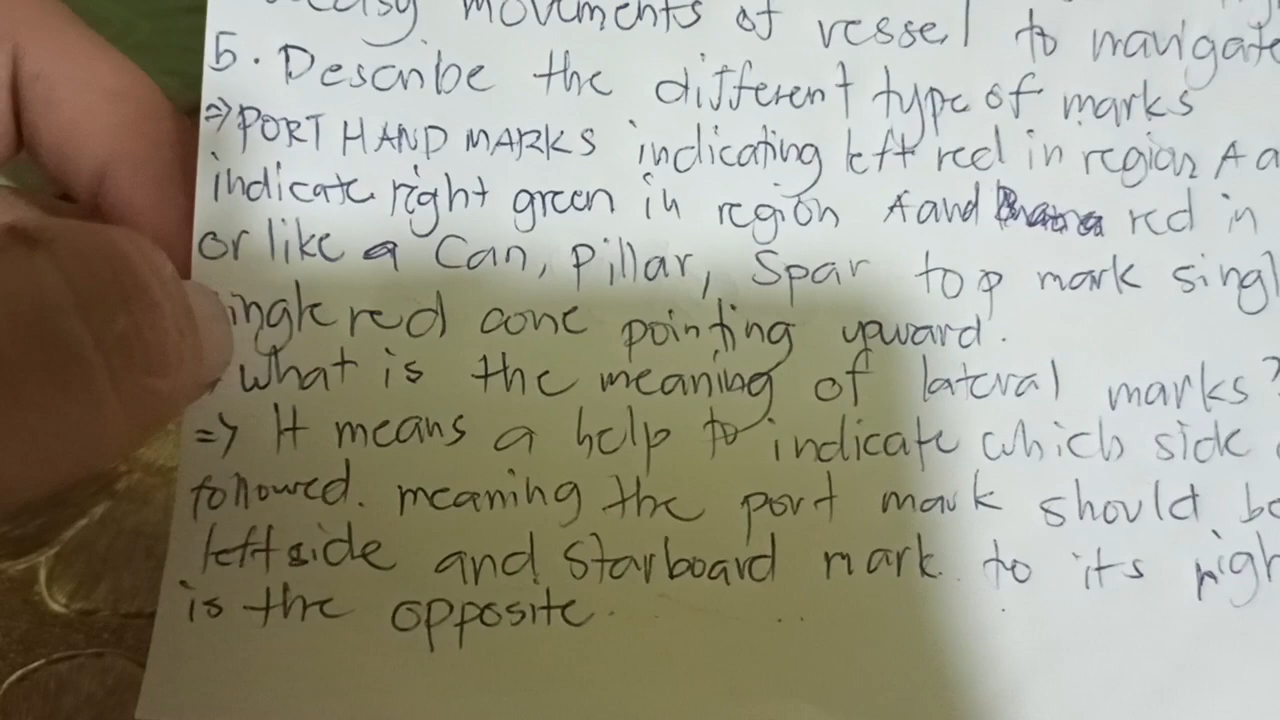 easy movements of vessel to navigate
5. Describe the different type of marks
⇒ PORT HAND MARKS indicating left red in region A a
indicate right green in region A and red in
or like a Can, pillar, Spar top mark singl
ingle red cone pointing upward.
What is the meaning of lateral marks?
⇒ It means a help to indicate which side
followed. meaning the port mark should be
left side and starboard mark to its righ
is the opposite.